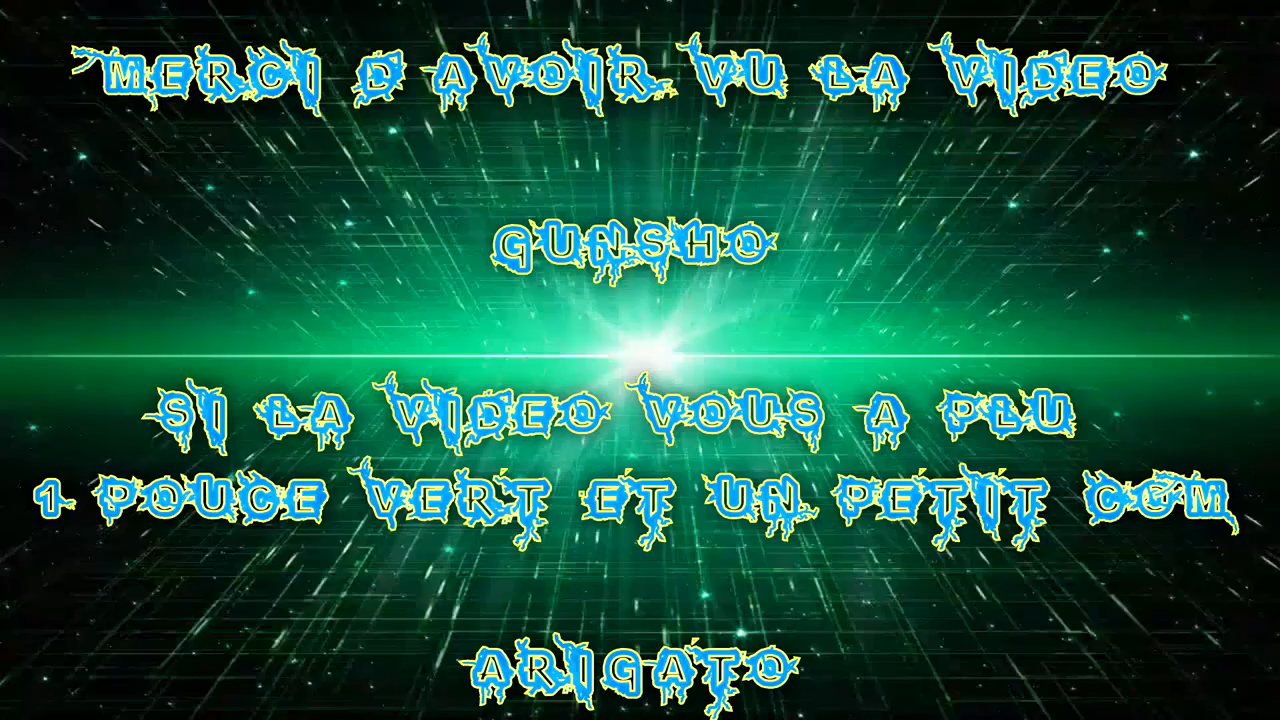 MERCI D AVOIR VU LA VIDEO
GUNSHO
SI LA VIDEO VOUS A PLU
1 POUCE VERT ET UN PETIT COM
ARIGATO